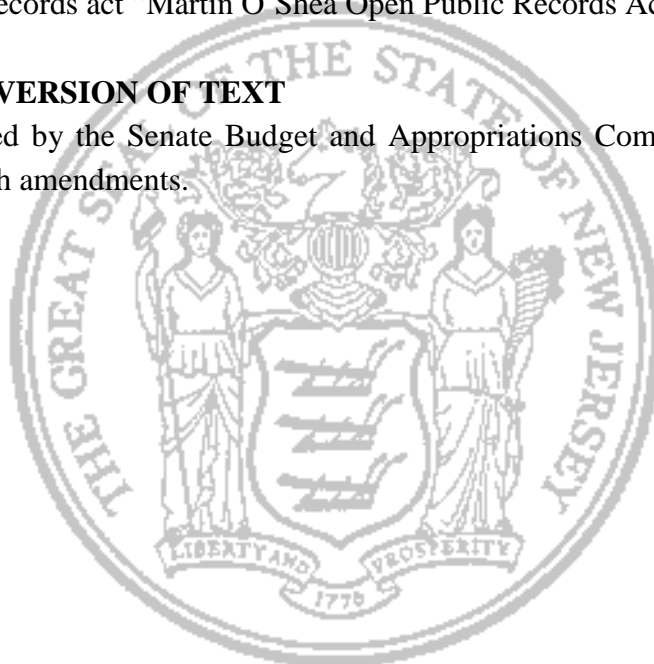 ecords act "Martin O'Shea Open Public Records Ac
VERSION OF TEXT
ed by the Senate Budget and Appropriations Com
h amendments.
THE GREAT SEAL OF THE STATE OF NEW JERSEY
LIBERTY AND PROSPERITY
1776